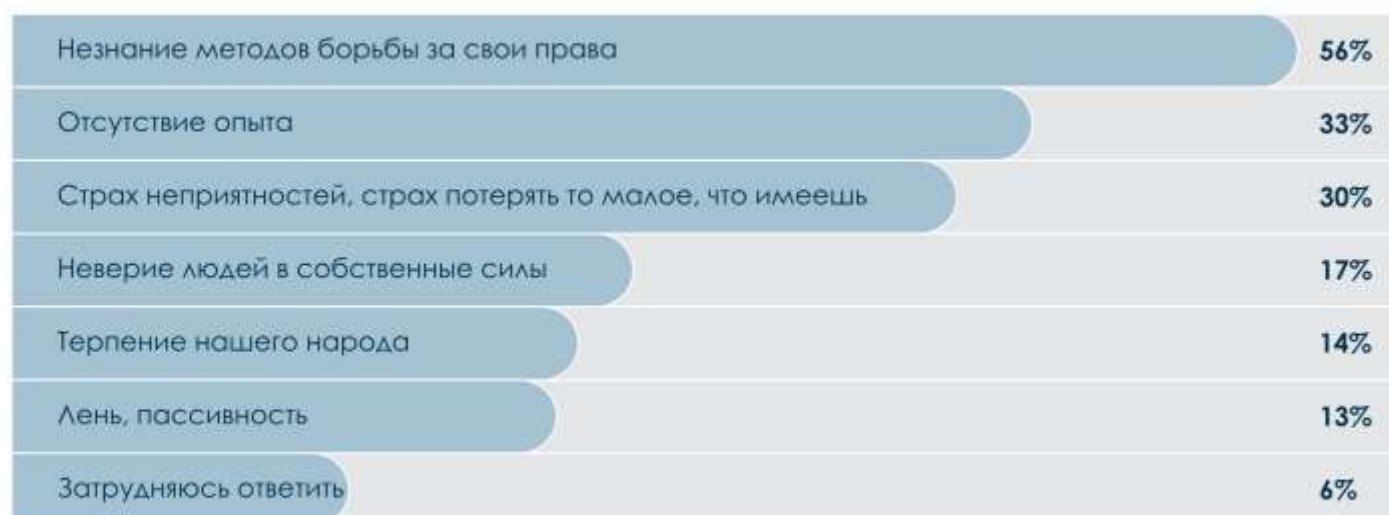 Незнание методов борьбы за свои права 56%
Отсутствие опыта 33%
Страх неприятностей, страх потерять то малое, что имеешь 30%
Неверие людей в собственные силы 17%
Терпение нашего народа 14%
Лень, пассивность 13%
Затрудняюсь ответить 6%